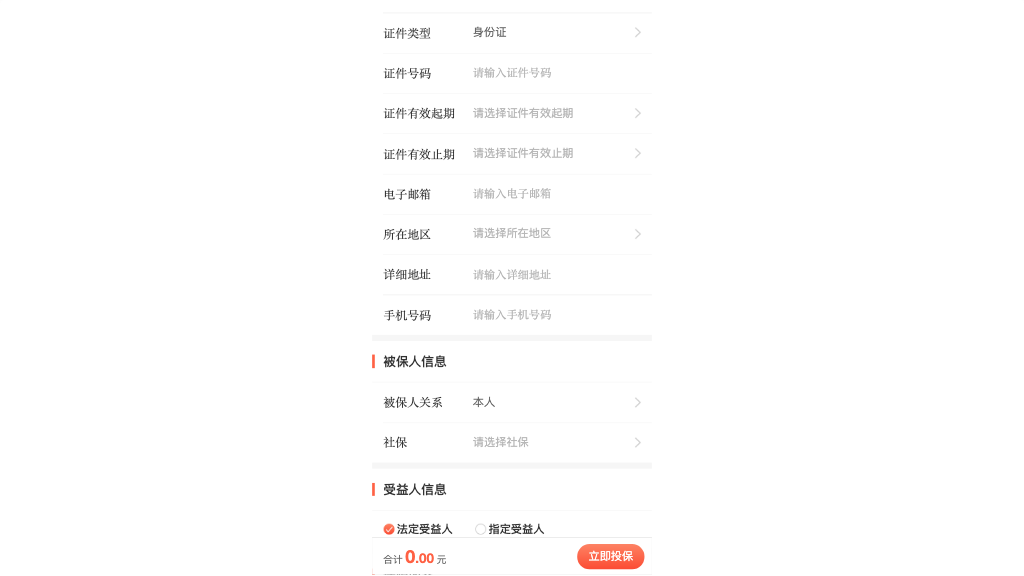 证件类型 身份证
证件号码 请输入证件号码
证件有效起期 请选择证件有效起期
证件有效止期 请选择证件有效止期
电子邮箱 请输入电子邮箱
所在地区 请选择所在地区
详细地址 请输入详细地址
手机号码 请输入手机号码
被保人信息
被保人关系 本人
社保 请选择社保
受益人信息
法定受益人 指定受益人
合计 0.00 元 立即投保